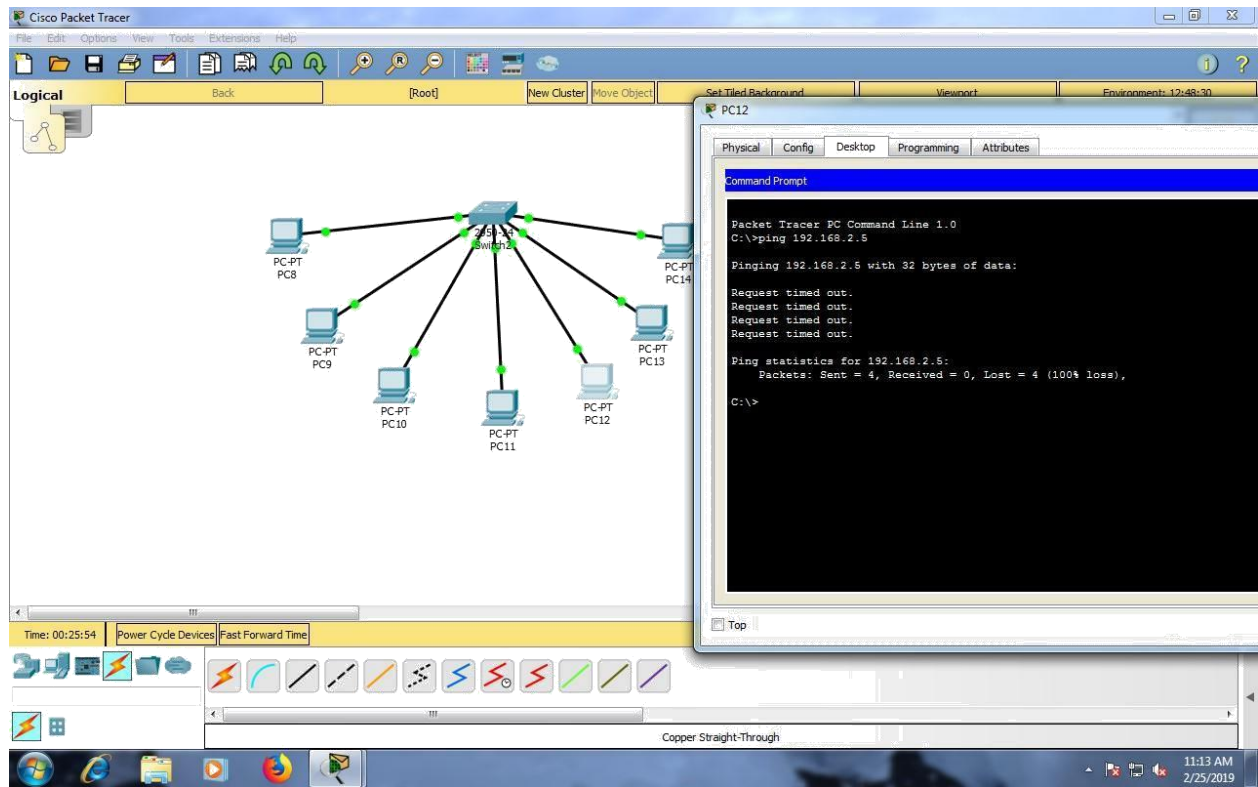 Cisco Packet Tracer
File Edit Options View Tools Extensions Help
Logical Back [Root] New Cluster Move Object Set Tiled Background Viewport Environment: 12:48:30
PC12
Physical Config Desktop Programming Attributes
Command Prompt
Packet Tracer PC Command Line 1.0
C:\>ping 192.168.2.5
Pinging 192.168.2.5 with 32 bytes of data:
Request timed out.
Request timed out.
Request timed out.
Request timed out.
Ping statistics for 192.168.2.5:
Packets: Sent = 4, Received = 0, Lost = 4 (100% loss),
C:\>
2950-24
Switch2
PC-PT
PC8
PC-PT
PC14
PC-PT
PC9
PC-PT
PC13
PC-PT
PC10
PC-PT
PC12
PC-PT
PC11
Top
Time: 00:25:54 Power Cycle Devices Fast Forward Time
Copper Straight-Through
11:13 AM
2/25/2019